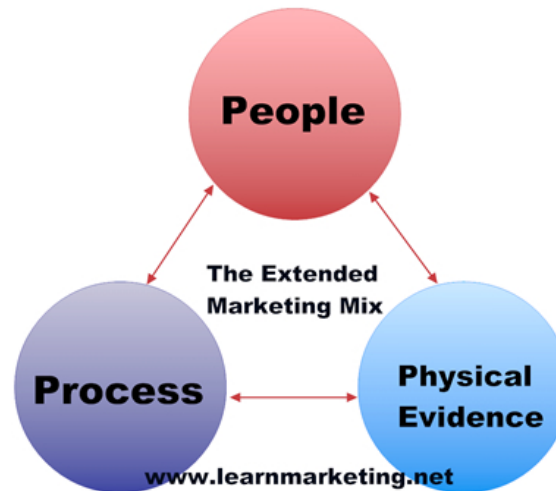 People
The Extended
Marketing Mix
Process
Physical
Evidence
www.learnmarketing.net